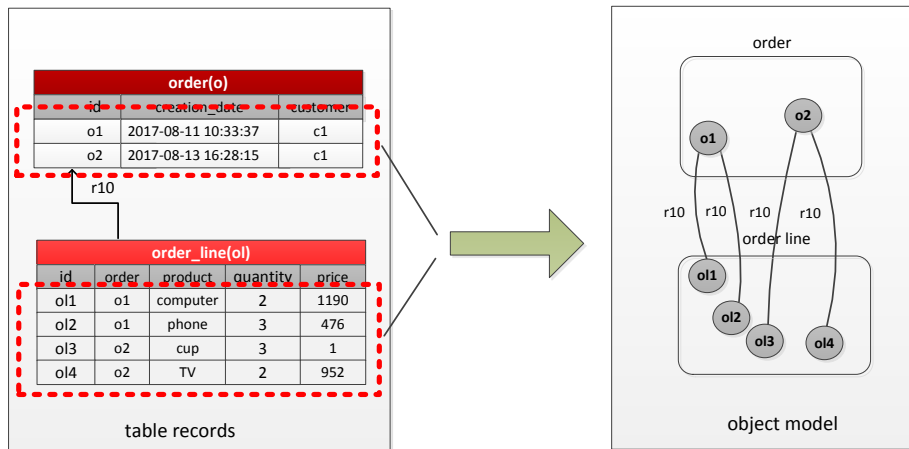 order(o)
id creation_date customer
o1 2017-08-11 10:33:37 c1
o2 2017-08-13 16:28:15 c1
r10
order_line(ol)
id order product quantity price
ol1 o1 computer 2 1190
ol2 o1 phone 3 476
ol3 o2 cup 3 1
ol4 o2 TV 2 952
table records
order
o1
o2
r10 r10 r10 r10
order line
ol1
ol2
ol3
ol4
object model